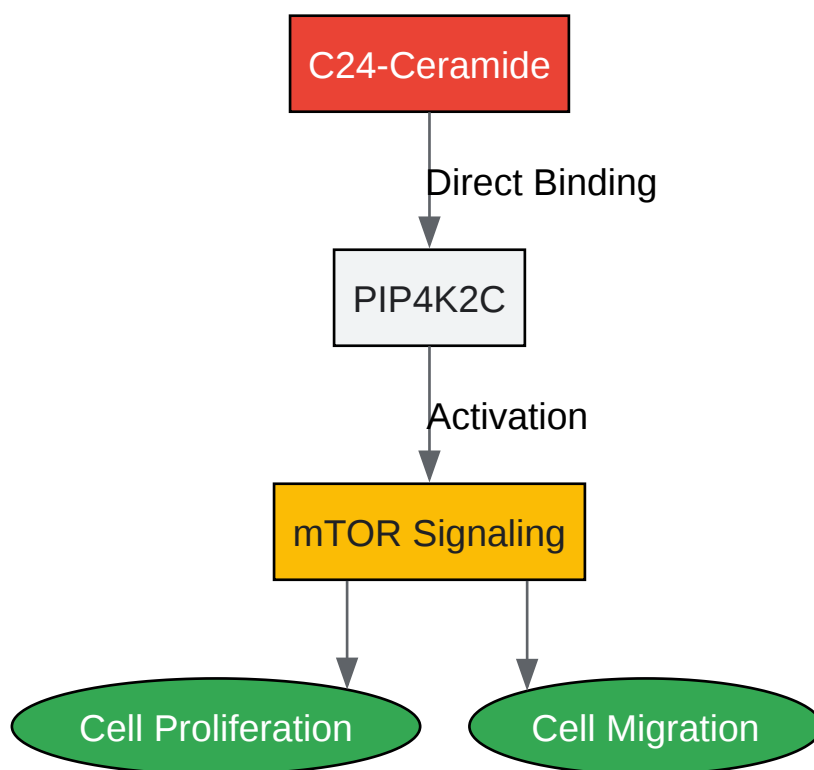 C24-Ceramide
Direct Binding
PIP4K2C
Activation
mTOR Signaling
Cell Proliferation
Cell Migration